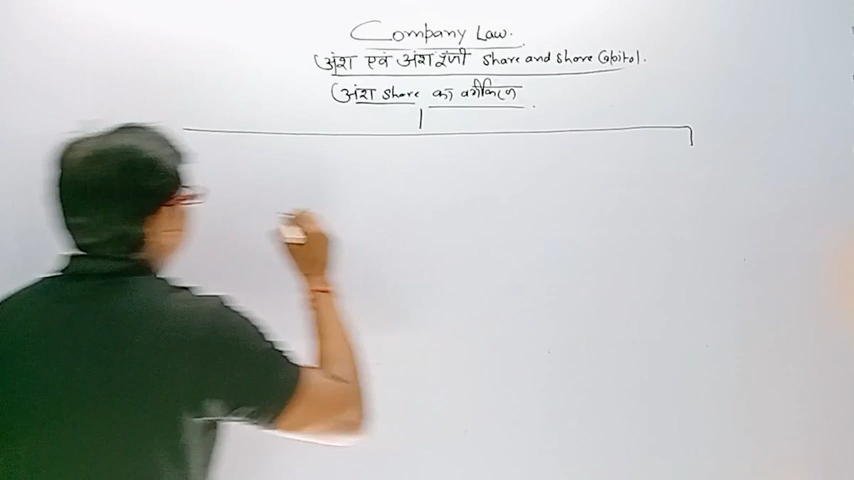 Company Law.
अंश एवं अंश पूंजी share and share Capital.
अंश share का वर्गीकरण